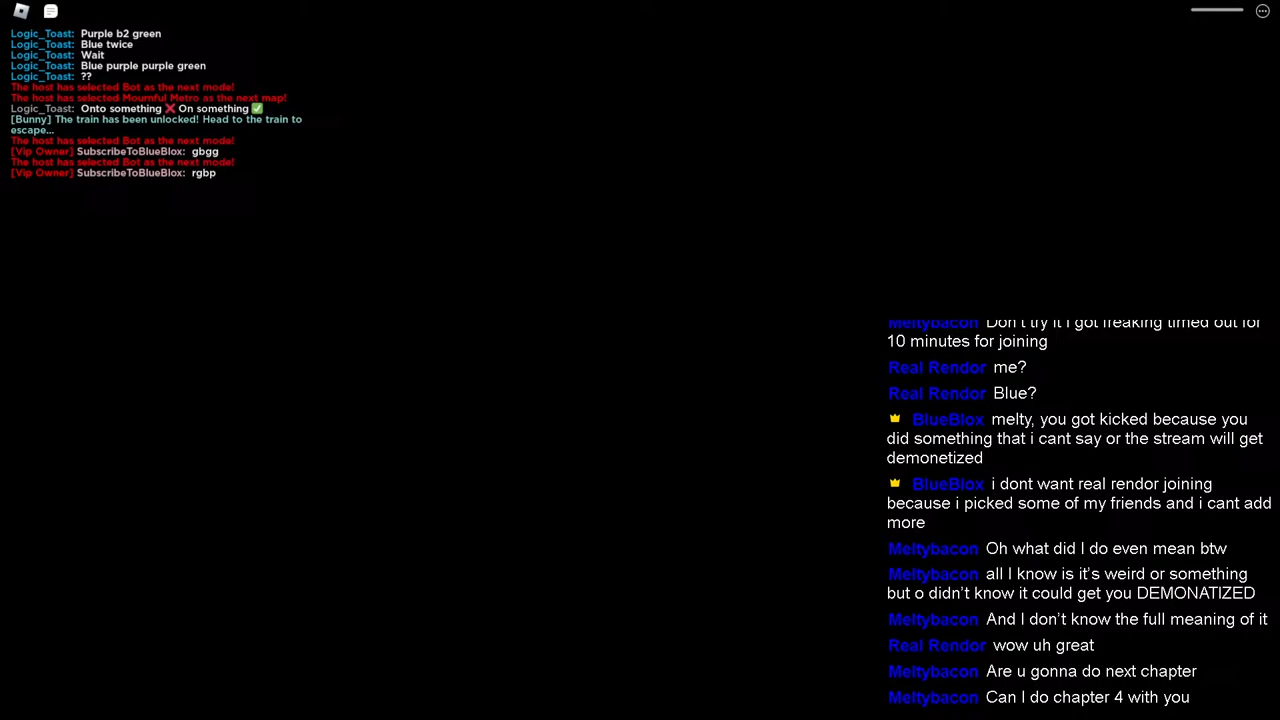 Logic_Toast: Purple b2 green
Logic_Toast: Blue twice
Logic_Toast: Wait
Logic_Toast: Blue purple purple green
Logic_Toast: ??
The host has selected Bot as the next mode!
The host has selected Mournful Metro as the next map!
Logic_Toast: Onto something ❌ On something ✅
[Bunny] The train has been unlocked! Head to the train to
escape...
The host has selected Bot as the next mode!
[Vip Owner] SubscribeToBlueBlox: gbgg
The host has selected Bot as the next mode!
[Vip Owner] SubscribeToBlueBlox: rgbp
Meltybacon Don't try it I got freaking timed out for
10 minutes for joining
Real Rendor me?
Real Rendor Blue?
BlueBlox melty, you got kicked because you
did something that i cant say or the stream will get
demonetized
BlueBlox i dont want real rendor joining
because i picked some of my friends and i cant add
more
Meltybacon Oh what did I do even mean btw
Meltybacon all I know is it's weird or something
but o didn't know it could get you DEMONATIZED
Meltybacon And I don't know the full meaning of it
Real Rendor wow uh great
Meltybacon Are u gonna do next chapter
Meltybacon Can I do chapter 4 with you